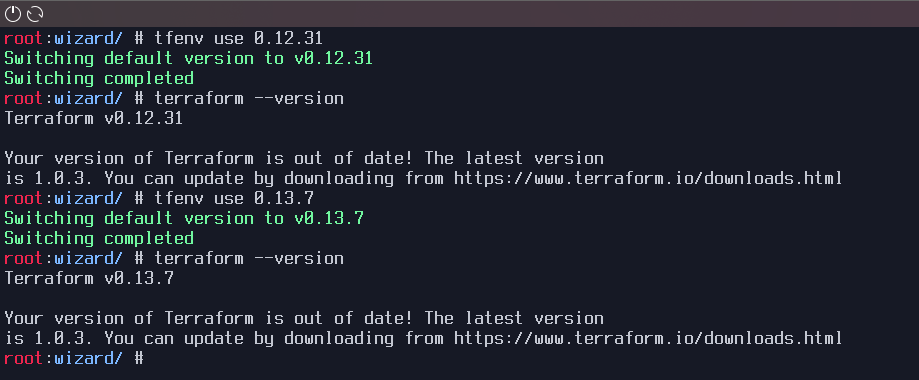 root:wizard/ # tfenv use 0.12.31
Switching default version to v0.12.31
Switching completed
root:wizard/ # terraform --version
Terraform v0.12.31
Your version of Terraform is out of date! The latest version
is 1.0.3. You can update by downloading from https://www.terraform.io/downloads.html
root:wizard/ # tfenv use 0.13.7
Switching default version to v0.13.7
Switching completed
root:wizard/ # terraform --version
Terraform v0.13.7
Your version of Terraform is out of date! The latest version
is 1.0.3. You can update by downloading from https://www.terraform.io/downloads.html
root:wizard/ #